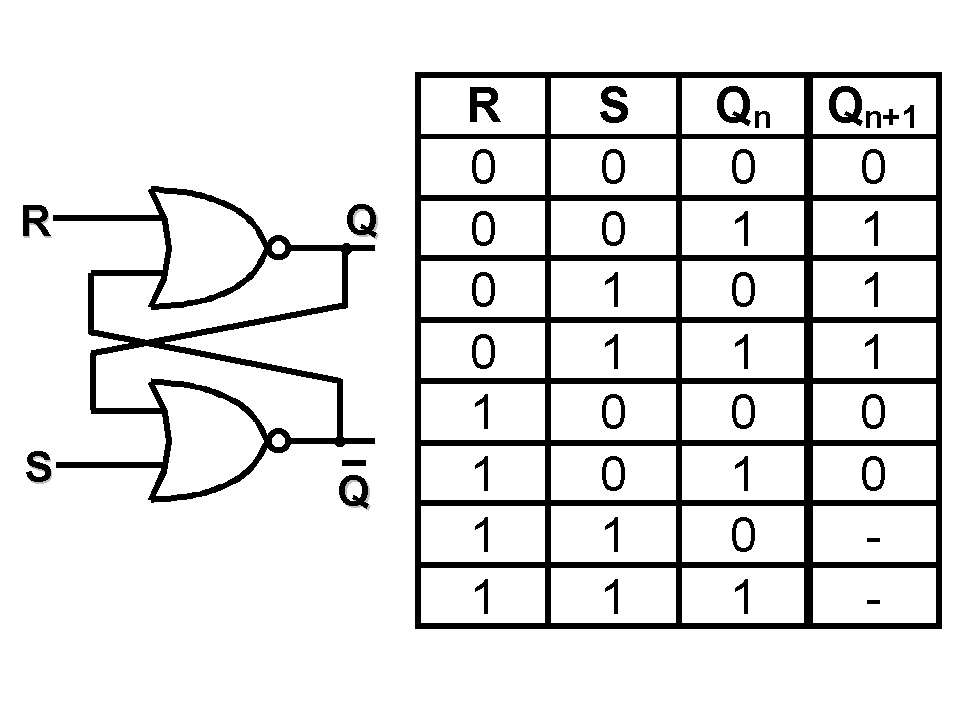 R
Q
S
Q̅
R S Qn Qn+1
0 0 0 0
0 0 1 1
0 1 0 1
0 1 1 1
1 0 0 0
1 0 1 0
1 1 0 -
1 1 1 -